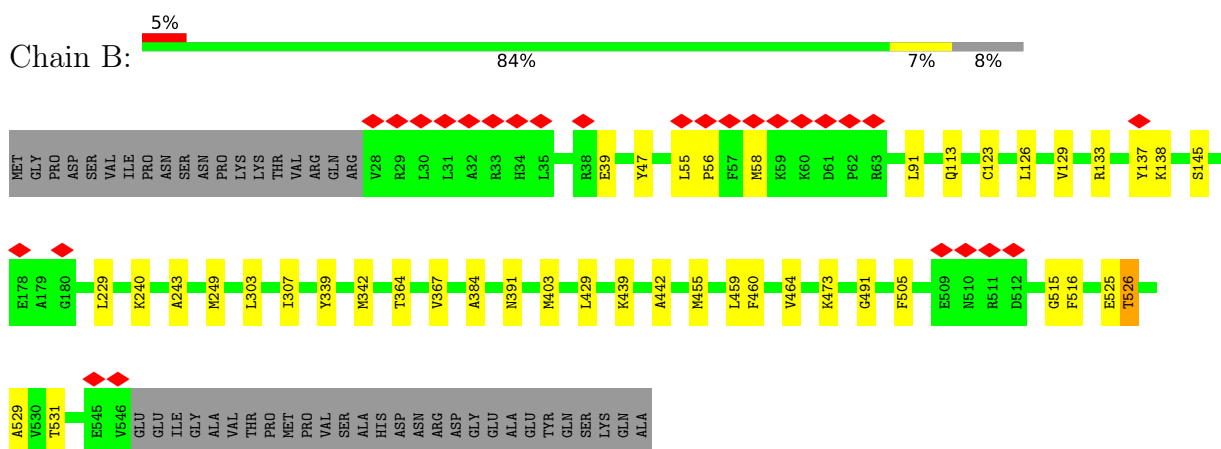 5%
Chain B:
84% 7% 8%
MET GLY PRO ASP SER VAL ILE PRO ASN SER ASN PRO LYS LYS THR VAL ARG GLN ARG V28 R29 L30 L31 A32 R33 H34 L35 R38 E39 Y47 L55 P56 F57 M58 K59 K60 D61 P62 R63 L91 Q113 C123 L126 V129 R133 Y137 K138 S145
E178 A179 G180 L229 K240 A243 M249 L303 I307 Y339 M342 T364 V367 A384 N391 M403 L429 K439 A442 M455 L459 F460 V464 K473 G491 F505 E509 N510 R511 D512 G515 F516 E525 T526
A529 V530 T531 E545 V546 GLU GLU ILE GLY ALA VAL THR PRO MET PRO VAL SER ALA HIS ASP ASN ARG ASP GLY GLU ALA GLU TYR GLN SER LYS GLN ALA